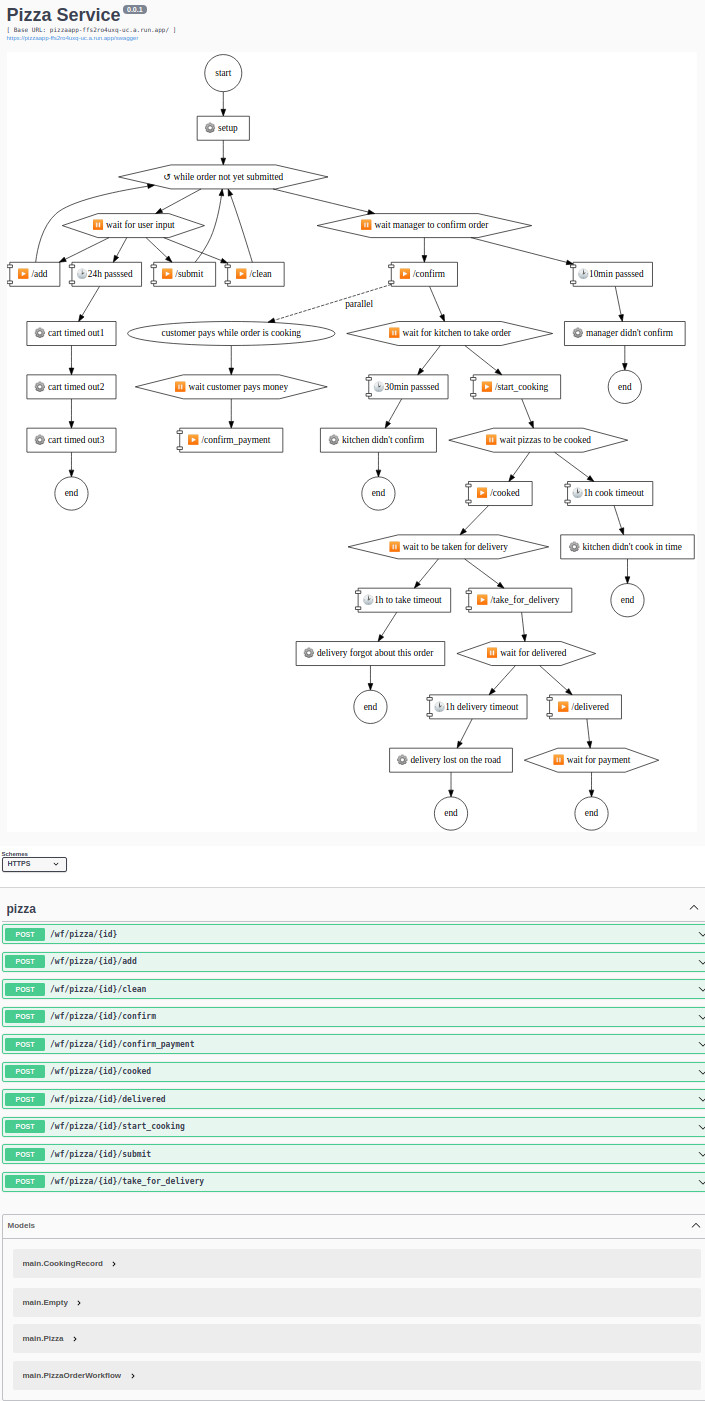 Pizza Service 0.0.1
[ Base URL: pizzaapp-ffs2ro4uxq-uc.a.run.app/ ]
https://pizzaapp-ffs2ro4uxq-uc.a.run.app/swagger
start
setup
while order not yet submitted
wait for user input
wait manager to confirm order
/add
24h passsed
/submit
/clean
/confirm
10min passsed
parallel
cart timed out1
customer pays while order is cooking
wait for kitchen to take order
manager didn't confirm
cart timed out2
wait customer pays money
30min passsed
/start_cooking
end
cart timed out3
/confirm_payment
kitchen didn't confirm
wait pizzas to be cooked
end
end
/cooked
1h cook timeout
wait to be taken for delivery
kitchen didn't cook in time
1h to take timeout
/take_for_delivery
end
delivery forgot about this order
wait for delivered
end
1h delivery timeout
/delivered
delivery lost on the road
wait for payment
end
end
Schemes
HTTPS
pizza
POST /wf/pizza/{id}
POST /wf/pizza/{id}/add
POST /wf/pizza/{id}/clean
POST /wf/pizza/{id}/confirm
POST /wf/pizza/{id}/confirm_payment
POST /wf/pizza/{id}/cooked
POST /wf/pizza/{id}/delivered
POST /wf/pizza/{id}/start_cooking
POST /wf/pizza/{id}/submit
POST /wf/pizza/{id}/take_for_delivery
Models
main.CookingRecord
main.Empty
main.Pizza
main.PizzaOrderWorkflow